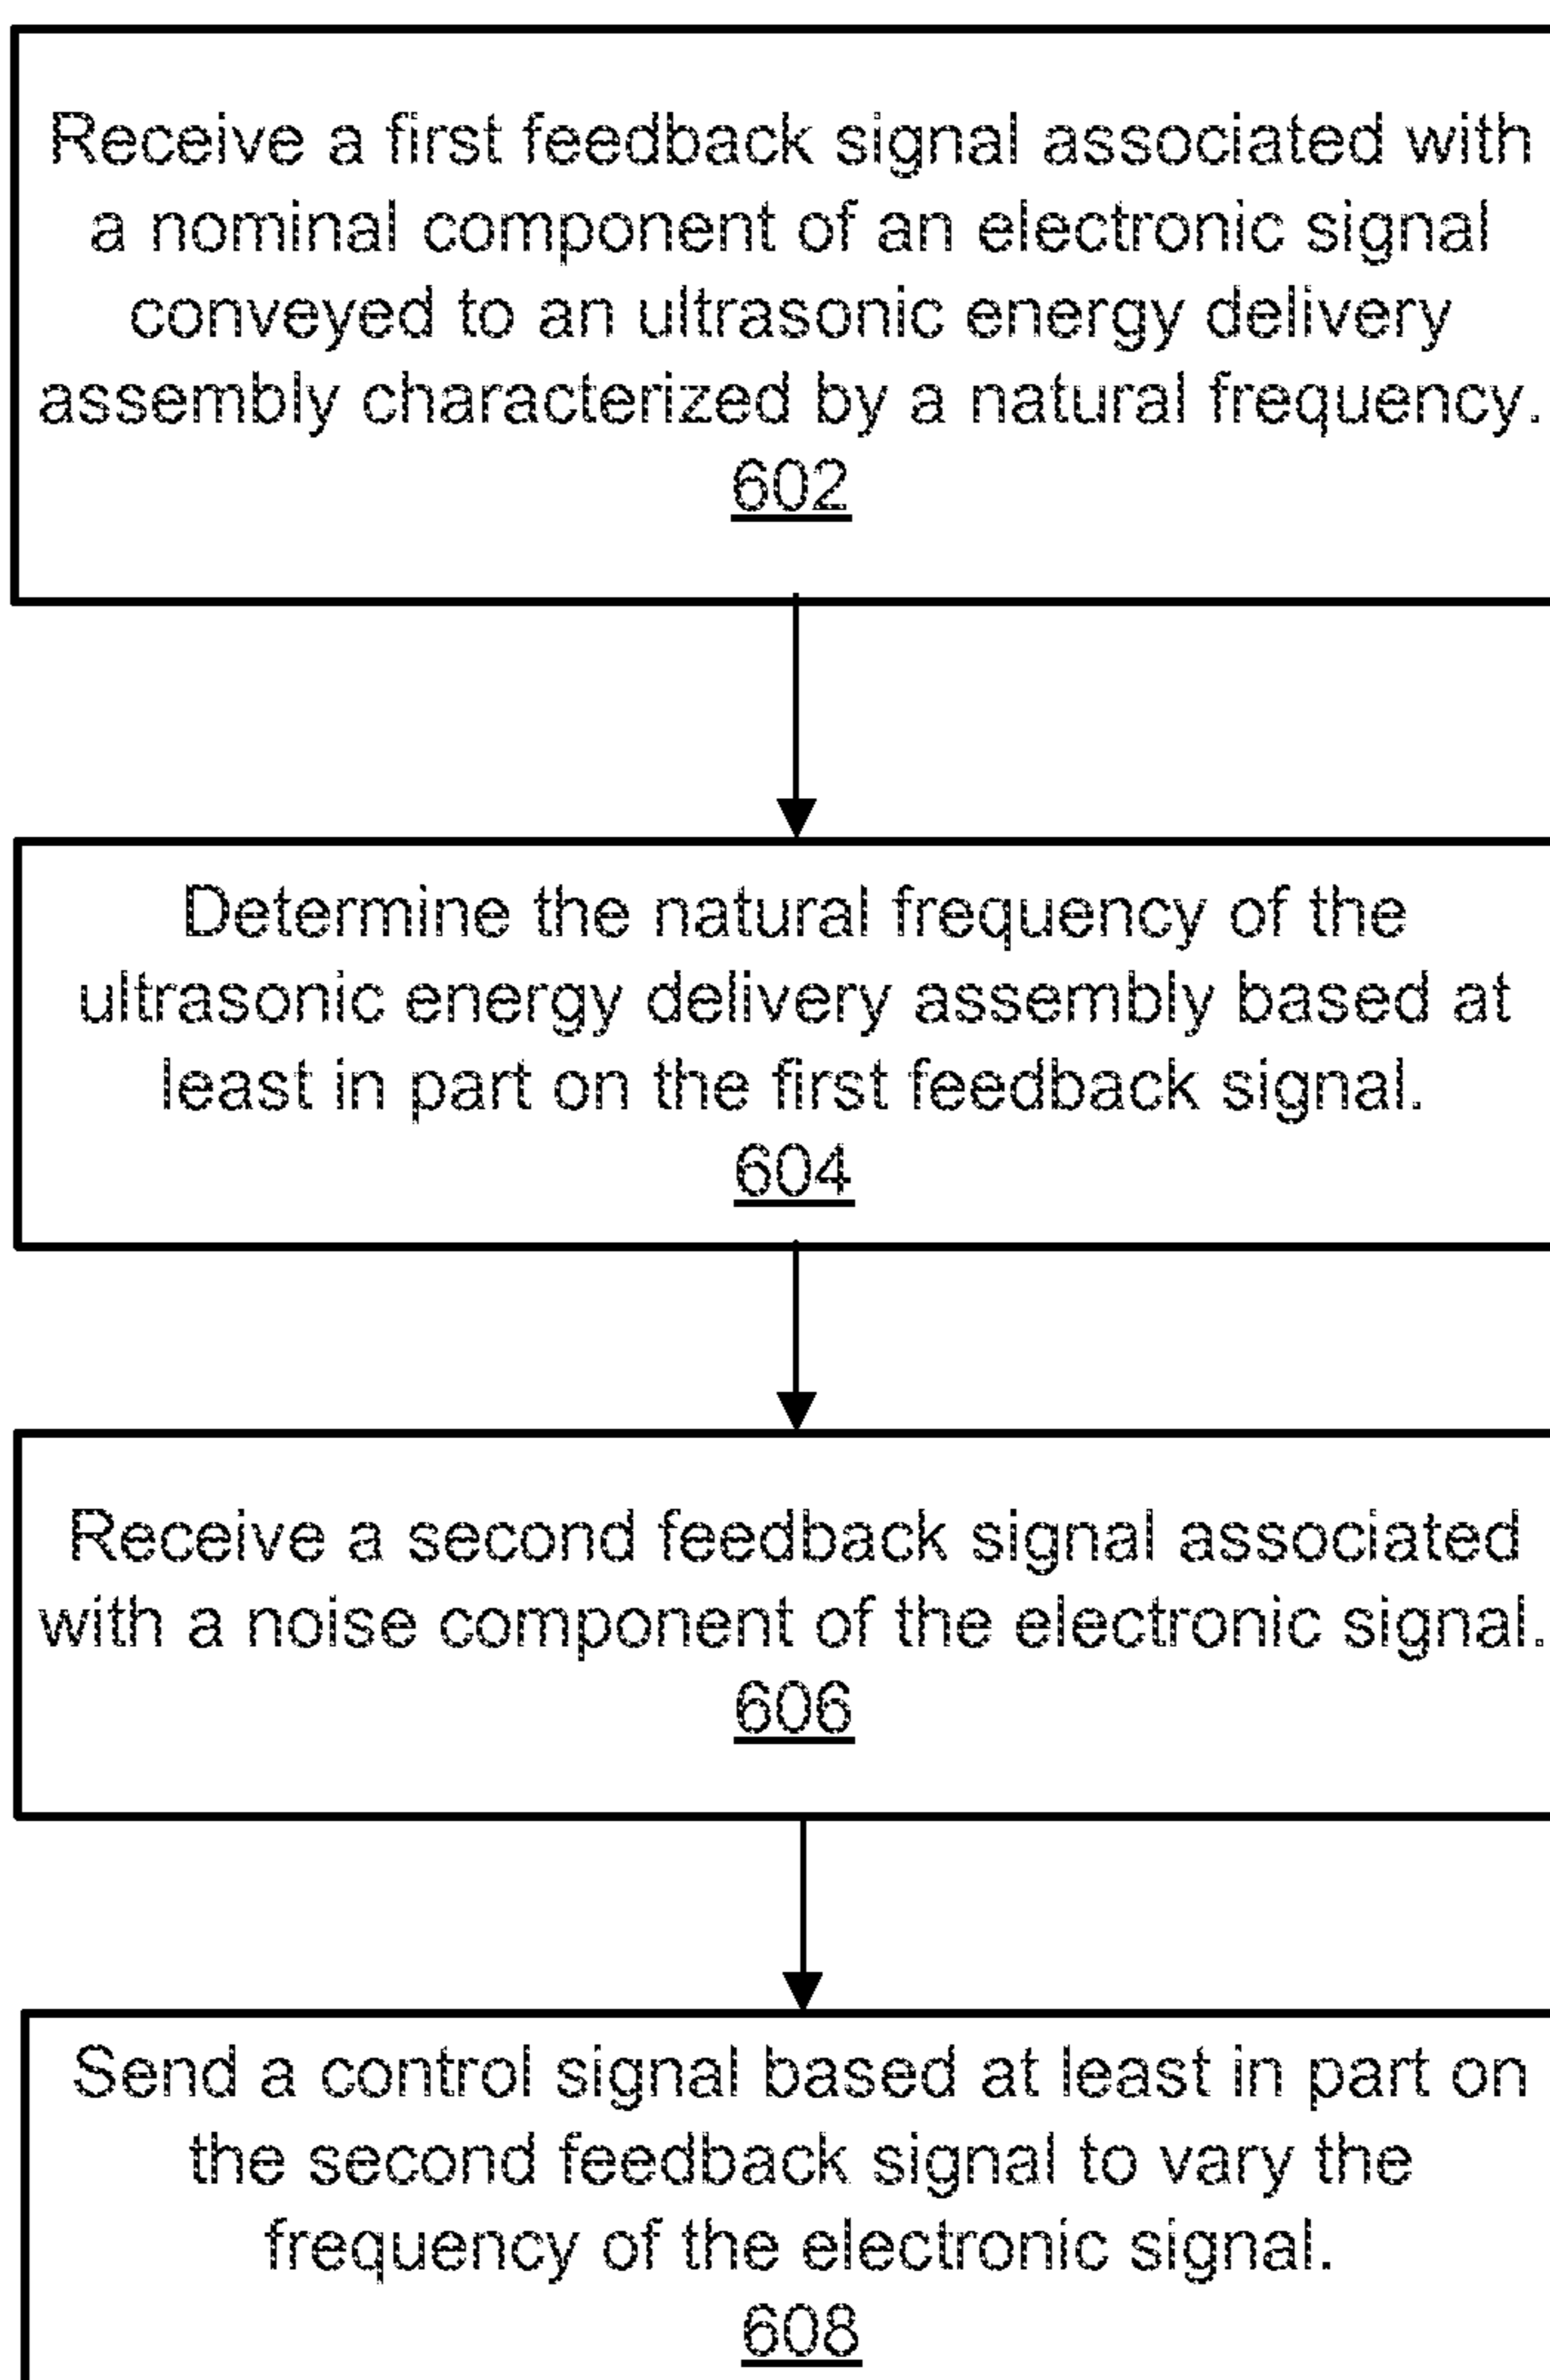 Receive a first feedback signal associated with
a nominal component of an electronic signal
conveyed to an ultrasonic energy delivery
assembly characterized by a natural frequency.
602
Determine the natural frequency of the
ultrasonic energy delivery assembly based at
least in part on the first feedback signal.
604
Receive a second feedback signal associated
with a noise component of the electronic signal.
606
Send a control signal based at least in part on
the second feedback signal to vary the
frequency of the electronic signal.
608